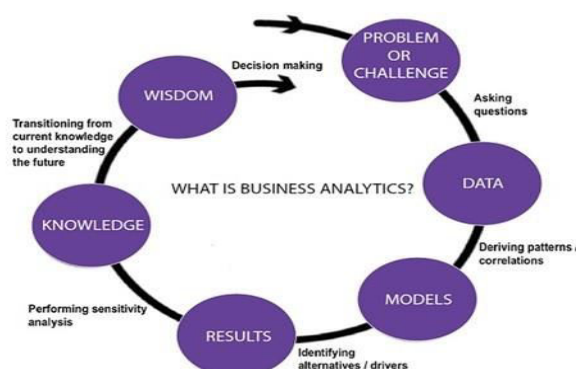 PROBLEM
OR
CHALLENGE
Decision making
WISDOM
Asking
questions
Transitioning from
current knowledge
to understanding
the future
WHAT IS BUSINESS ANALYTICS?
DATA
KNOWLEDGE
Deriving patterns /
correlations
MODELS
Performing sensitivity
analysis
RESULTS
Identifying
alternatives / drivers